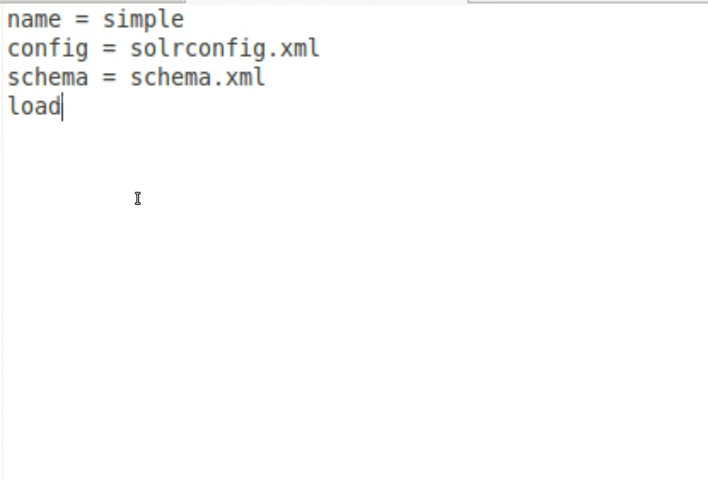 name = simple
config = solrconfig.xml
schema = schema.xml
load